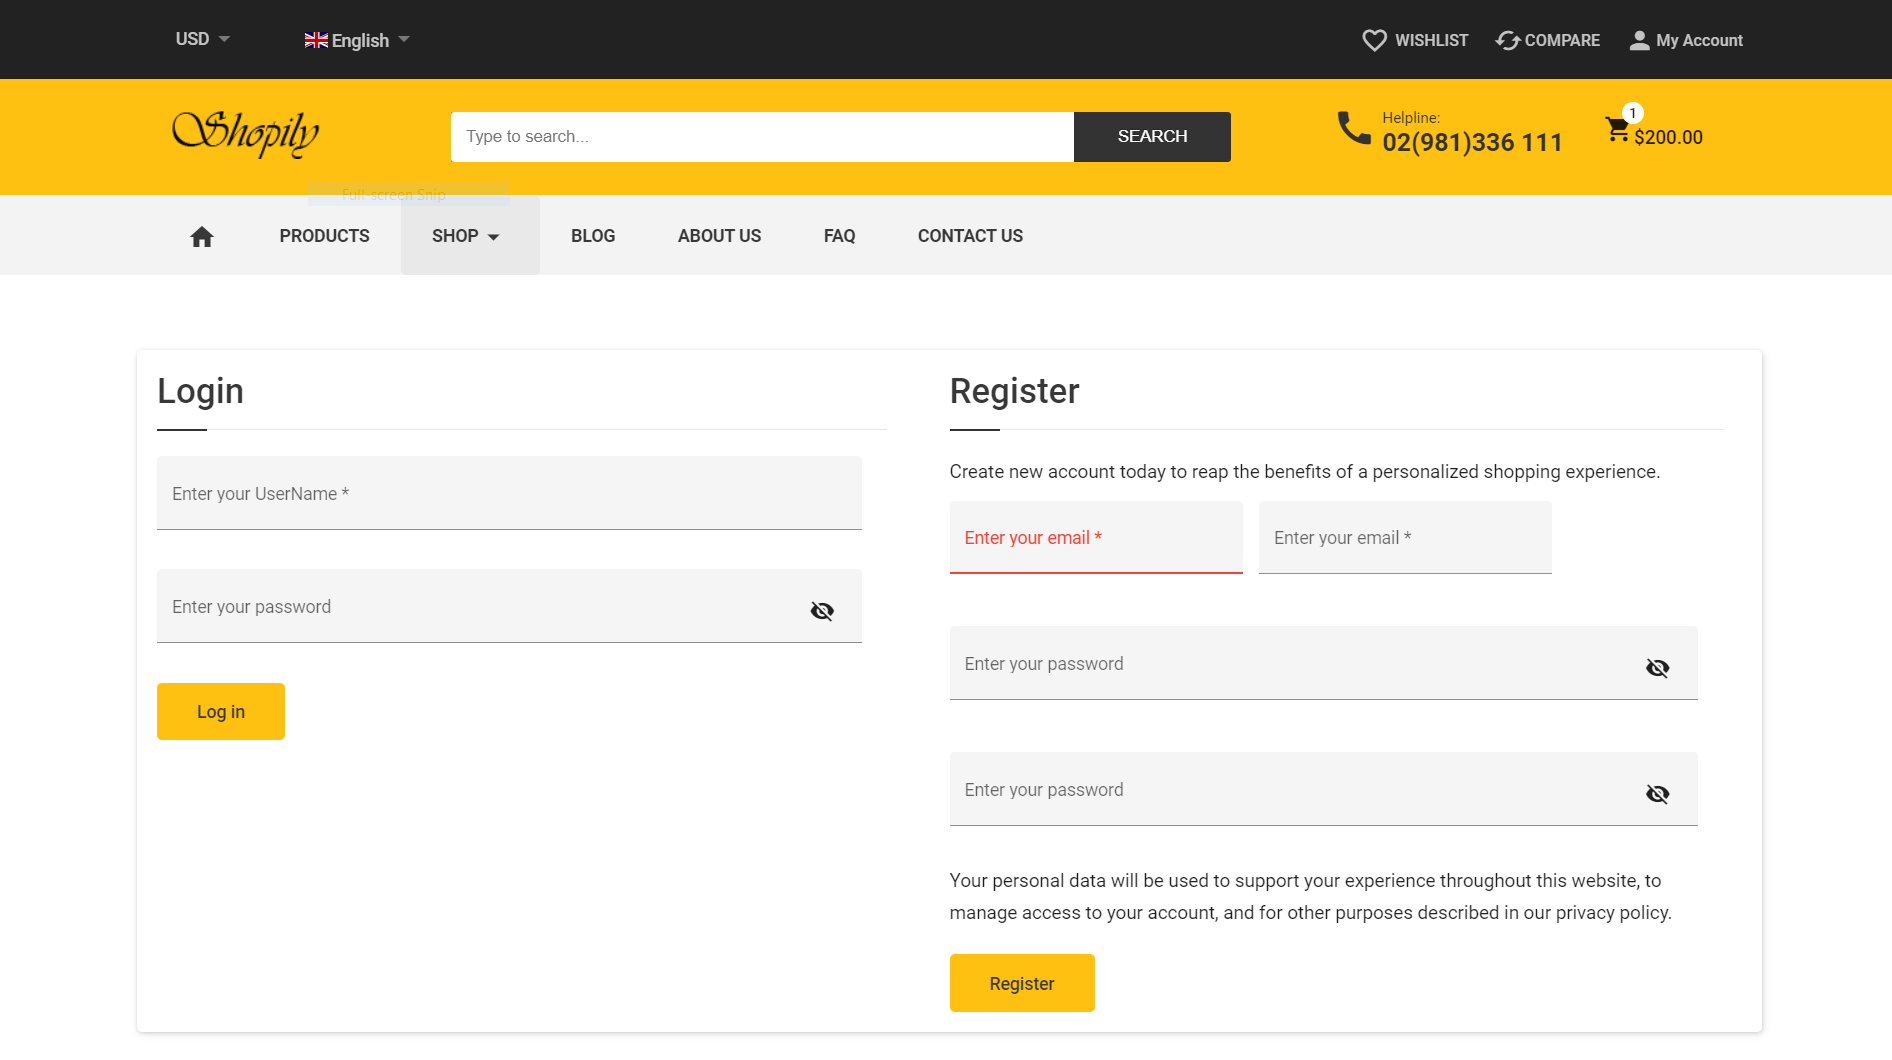 USD
English
WISHLIST
COMPARE
My Account
Shopily
Type to search...
SEARCH
Helpline:
02(981)336 111
1
$200.00
Full-screen Snip
PRODUCTS
SHOP
BLOG
ABOUT US
FAQ
CONTACT US
Login
Enter your UserName *
Enter your password
Log in
Register
Create new account today to reap the benefits of a personalized shopping experience.
Enter your email *
Enter your email *
Enter your password
Enter your password
Your personal data will be used to support your experience throughout this website, to
manage access to your account, and for other purposes described in our privacy policy.
Register